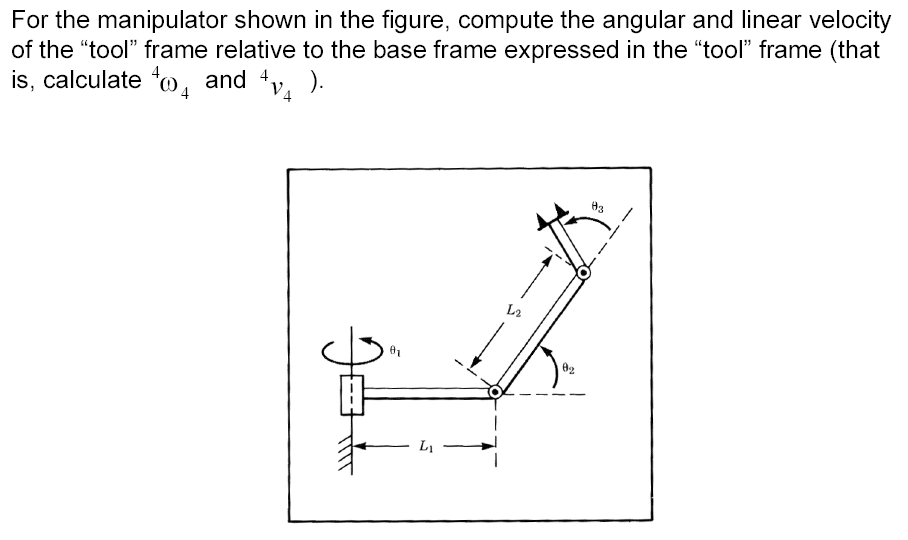 For the manipulator shown in the figure, compute the angular and linear velocity
of the “tool” frame relative to the base frame expressed in the “tool” frame (that
is, calculate ⁴ω₄ and ⁴v₄ ).
θ₃
L₂
θ₁
θ₂
L₁